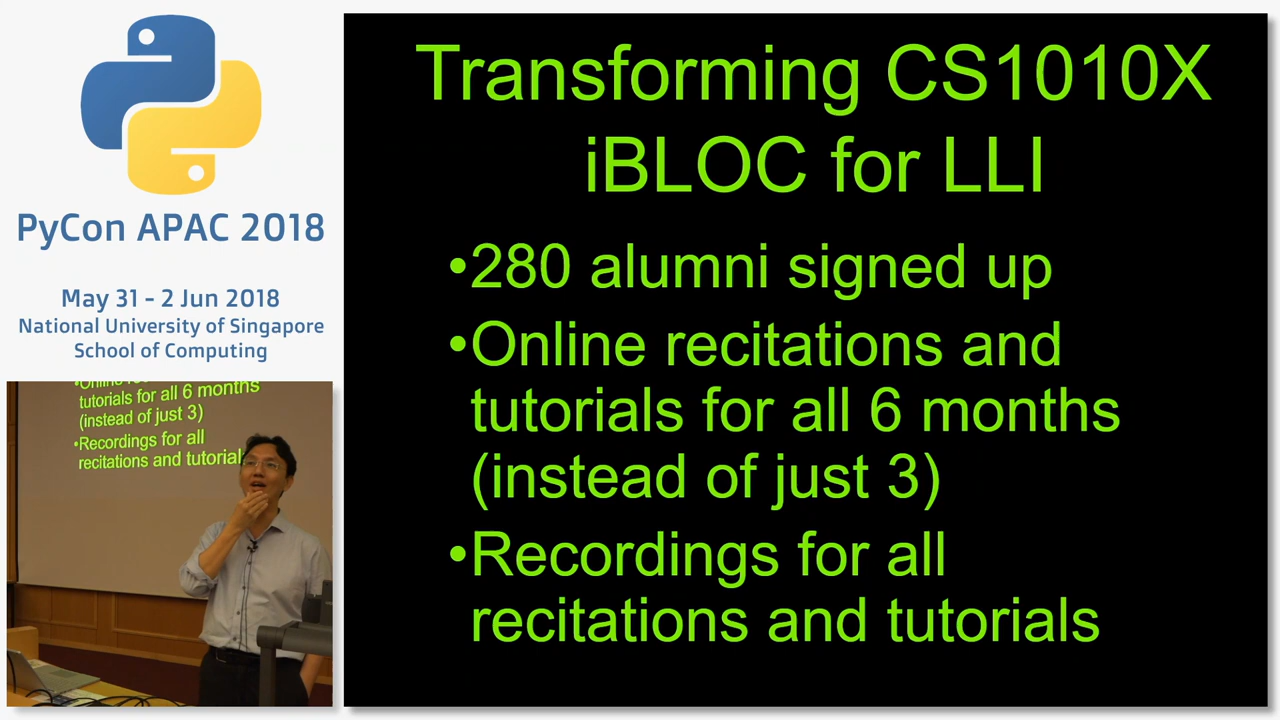 PyCon APAC 2018
May 31 - 2 Jun 2018
National University of Singapore
School of Computing
Transforming CS1010X
iBLOC for LLI
•280 alumni signed up
•Online recitations and
tutorials for all 6 months
(instead of just 3)
•Recordings for all
recitations and tutorials
tutorials for all 6 months
(instead of just 3)
•Recordings for all
recitations and tutorial